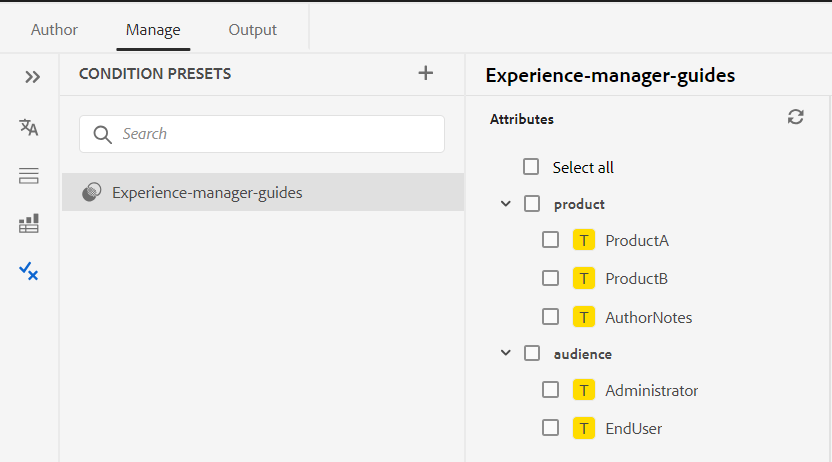 Author
Manage
Output
CONDITION PRESETS
Search
Experience-manager-guides
Experience-manager-guides
Attributes
Select all
product
T ProductA
T ProductB
T AuthorNotes
audience
T Administrator
T EndUser